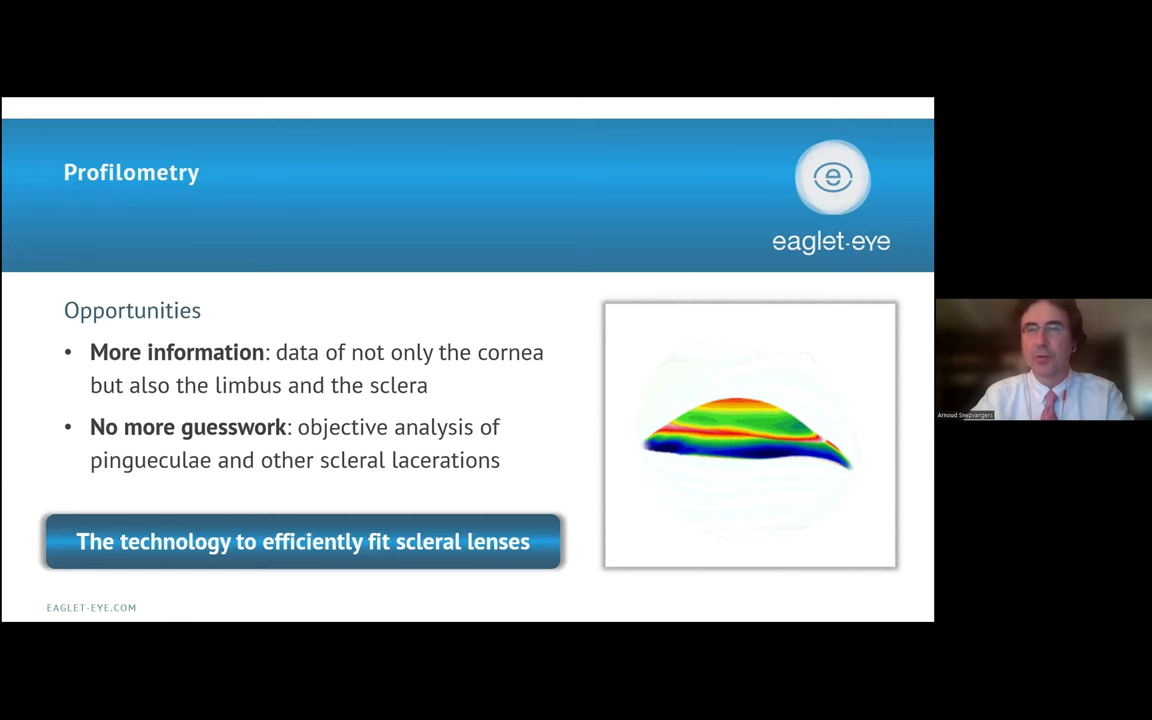 Profilometry
e
eaglet-eye
Opportunities
• More information: data of not only the cornea
but also the limbus and the sclera
• No more guesswork: objective analysis of
pingueculae and other scleral lacerations
The technology to efficiently fit scleral lenses
EAGLET-EYE.COM
Arnoud Snepvangers